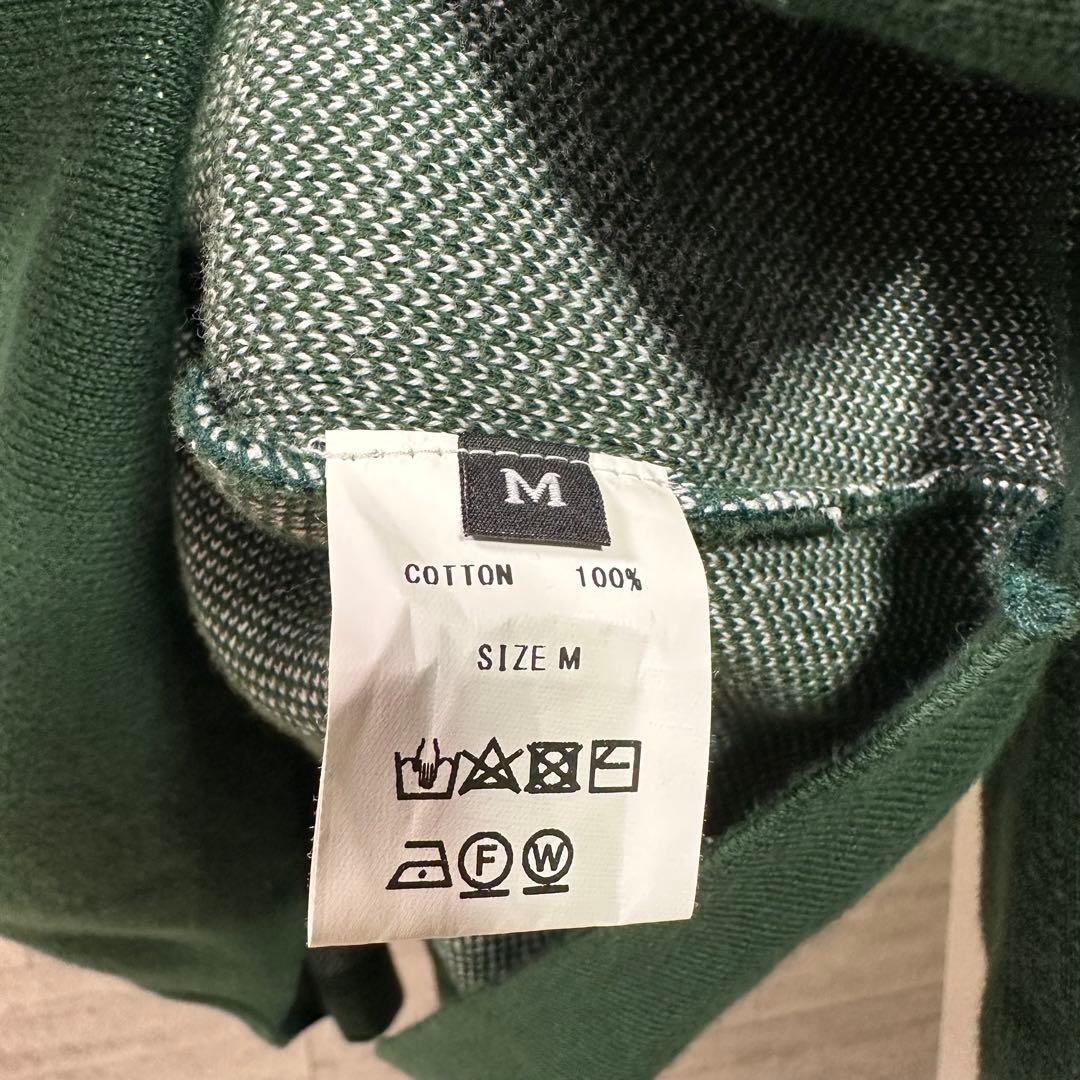 M
COTTON 100%
SIZE M
F W